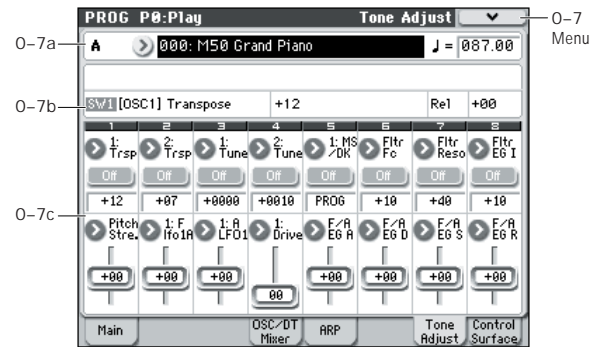 PROG P0:Play Tone Adjust
0-7
Menu
0-7a
A 000: M50 Grand Piano ♩= 087.00
0-7b
SW1 [OSC1] Transpose +12 Rel +00
1 2 3 4 5 6 7 8
0-7c
1: Trsp 2: Trsp 1: Tune 2: Tune 1: MS /DK Fltr Fc Fltr Reso Fltr EG I
Off Off Off Off Off Off Off Off
+12 +07 +0000 +0010 PROG +10 +40 +10
Pitch Stre. 1: F lfo1A 1: A LFO1 1: Drive F/A EG A F/A EG D F/A EG S F/A EG R
+00 +00 +00 00 +00 +00 +00 +00
Main OSC/DT Mixer ARP Tone Adjust Control Surface